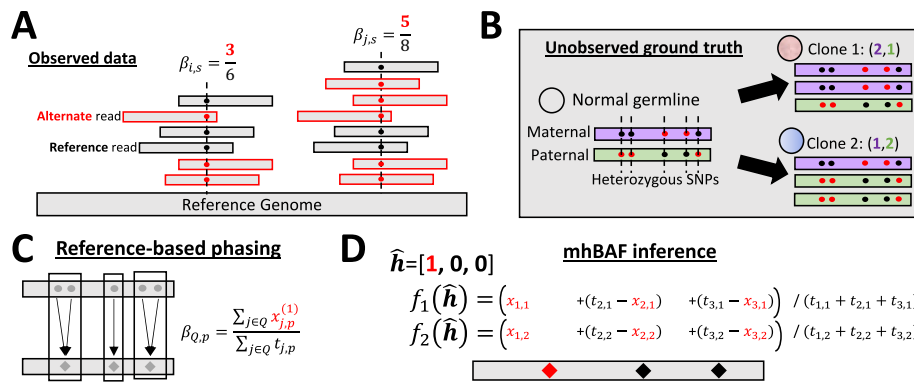 A
Observed data
β_{i,s} = 3/6
β_{j,s} = 5/8
Alternate read
Reference read
Reference Genome
B
Unobserved ground truth
Normal germline
Maternal
Paternal
Heterozygous SNPs
Clone 1: (2,1)
Clone 2: (1,2)
C
Reference-based phasing
β_{Q,p} = ∑_{j∈Q} x_{j,p}^{(1)} / ∑_{j∈Q} t_{j,p}
D
mhBAF inference
ĥ=[1, 0, 0]
f_1(ĥ) = (x_{1,1} +(t_{2,1} − x_{2,1}) +(t_{3,1} − x_{3,1})) / (t_{1,1} + t_{2,1} + t_{3,1})
f_2(ĥ) = (x_{1,2} +(t_{2,2} − x_{2,2}) +(t_{3,2} − x_{3,2})) / (t_{1,2} + t_{2,2} + t_{3,2})